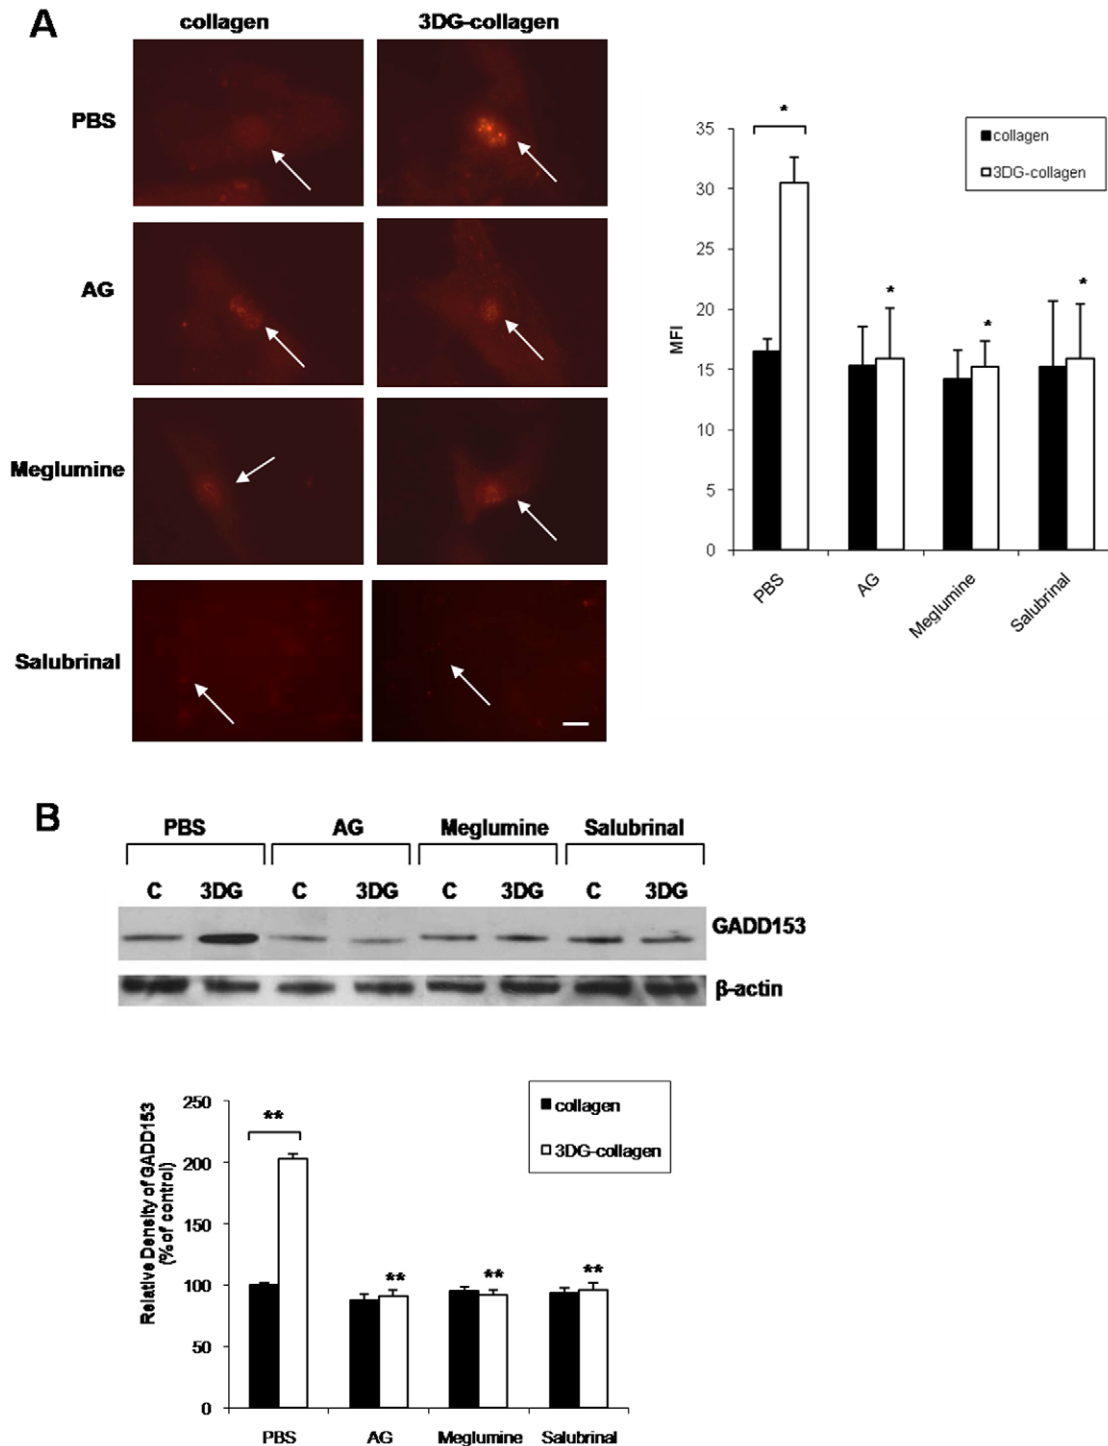 A
collagen 3DG-collagen
PBS
AG
Meglumine
Salubrinal
*
35
30
25
20
15
10
5
0
MFI
collagen
3DG-collagen
*
*
*
PBS
AG
Meglumine
Salubrinal
B
PBS AG Meglumine Salubrinal
C 3DG C 3DG C 3DG C 3DG
GADD153
β-actin
250
200
150
100
50
0
Relative Density of GADD153
(% of control)
collagen
3DG-collagen
**
**
**
**
PBS AG Meglumine Salubrinal